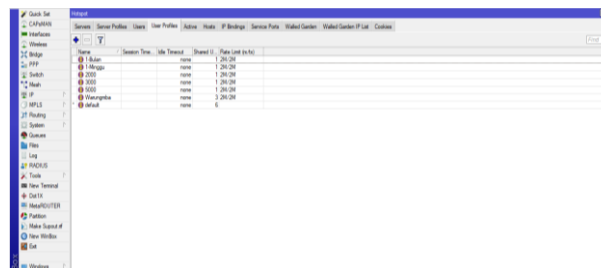 Quick Set
CAPsMAN
Interfaces
Wireless
Bridge
PPP
Switch
Mesh
IP
MPLS
Routing
System
Queues
Files
Log
RADIUS
Tools
New Terminal
Dot1X
MetaROUTER
Partition
Make Supout.rif
New WinBox
Exit
Windows
Hotspot
Servers Server Profiles Users User Profiles Active Hosts IP Bindings Service Ports Walled Garden Walled Garden IP List Cookies
Find
Name Session Time... Idle Timeout Shared U... Rate Limit (rx/tx)
1-Bulan none 1 2M/2M
1-Minggu none 1 2M/2M
2000 none 1 2M/2M
3000 none 1 2M/2M
5000 none 1 2M/2M
Warungmba none 3 2M/2M
* default none 6